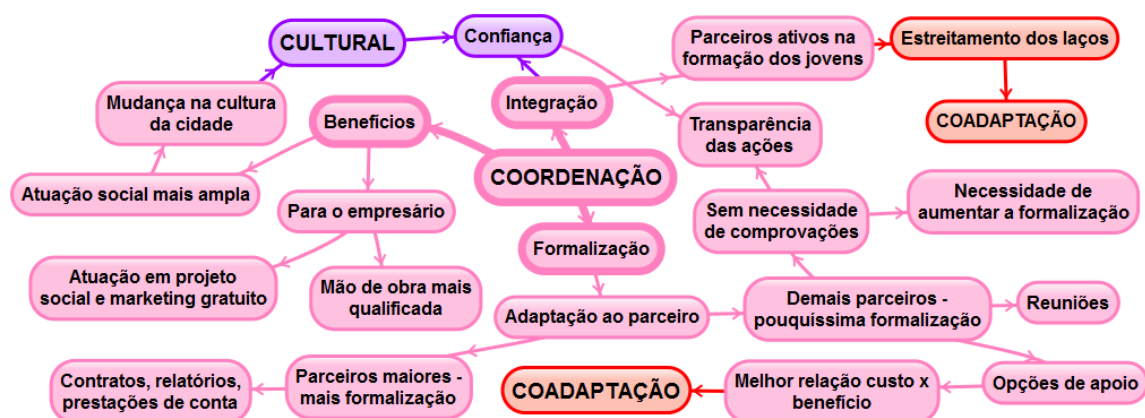 CULTURAL
Confiança
Parceiros ativos na
formação dos jovens
Estreitamento dos laços
Mudança na cultura
da cidade
Benefícios
Integração
Transparência
das ações
COADAPTAÇÃO
Atuação social mais ampla
COORDENAÇÃO
Para o empresário
Sem necessidade
de comprovações
Necessidade de
aumentar a formalização
Formalização
Atuação em projeto
social e marketing gratuito
Mão de obra mais
qualificada
Adaptação ao parceiro
Demais parceiros -
pouquíssima formalização
Reuniões
Contratos, relatórios,
prestações de conta
Parceiros maiores -
mais formalização
COADAPTAÇÃO
Melhor relação custo x
benefício
Opções de apoio